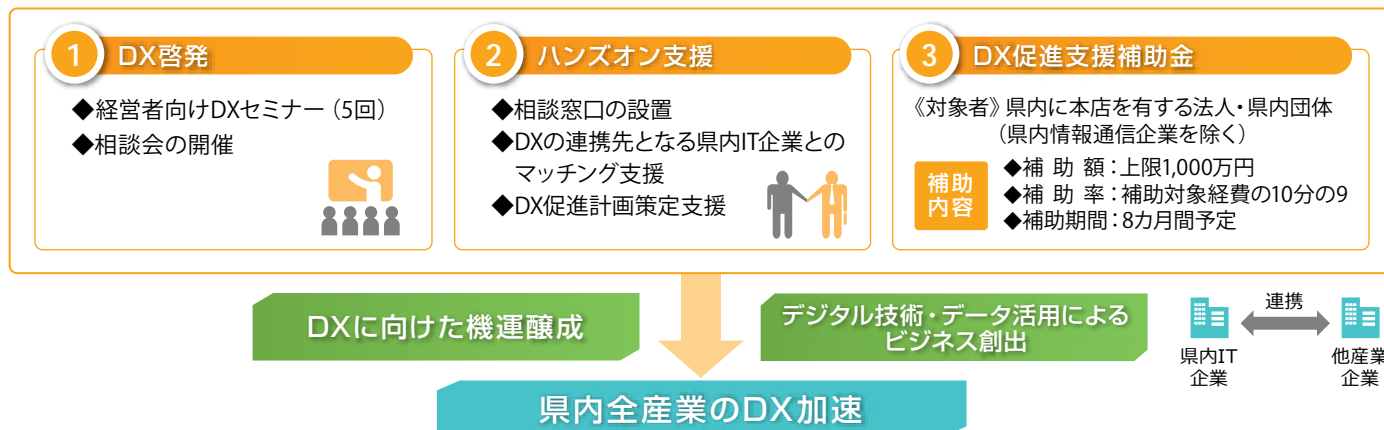 1 DX啓発
◆経営者向けDXセミナー（5回）
◆相談会の開催
2 ハンズオン支援
◆相談窓口の設置
◆DXの連携先となる県内IT企業との
マッチング支援
◆DX促進計画策定支援
3 DX促進支援補助金
《対象者》県内に本店を有する法人・県内団体
（県内情報通信企業を除く）
補助
内容
◆補 助 額：上限1,000万円
◆補 助 率：補助対象経費の10分の9
◆補助期間：8カ月間予定
DXに向けた機運醸成
デジタル技術・データ活用による
ビジネス創出
連携
県内IT
企業
他産業
企業
県内全産業のDX加速